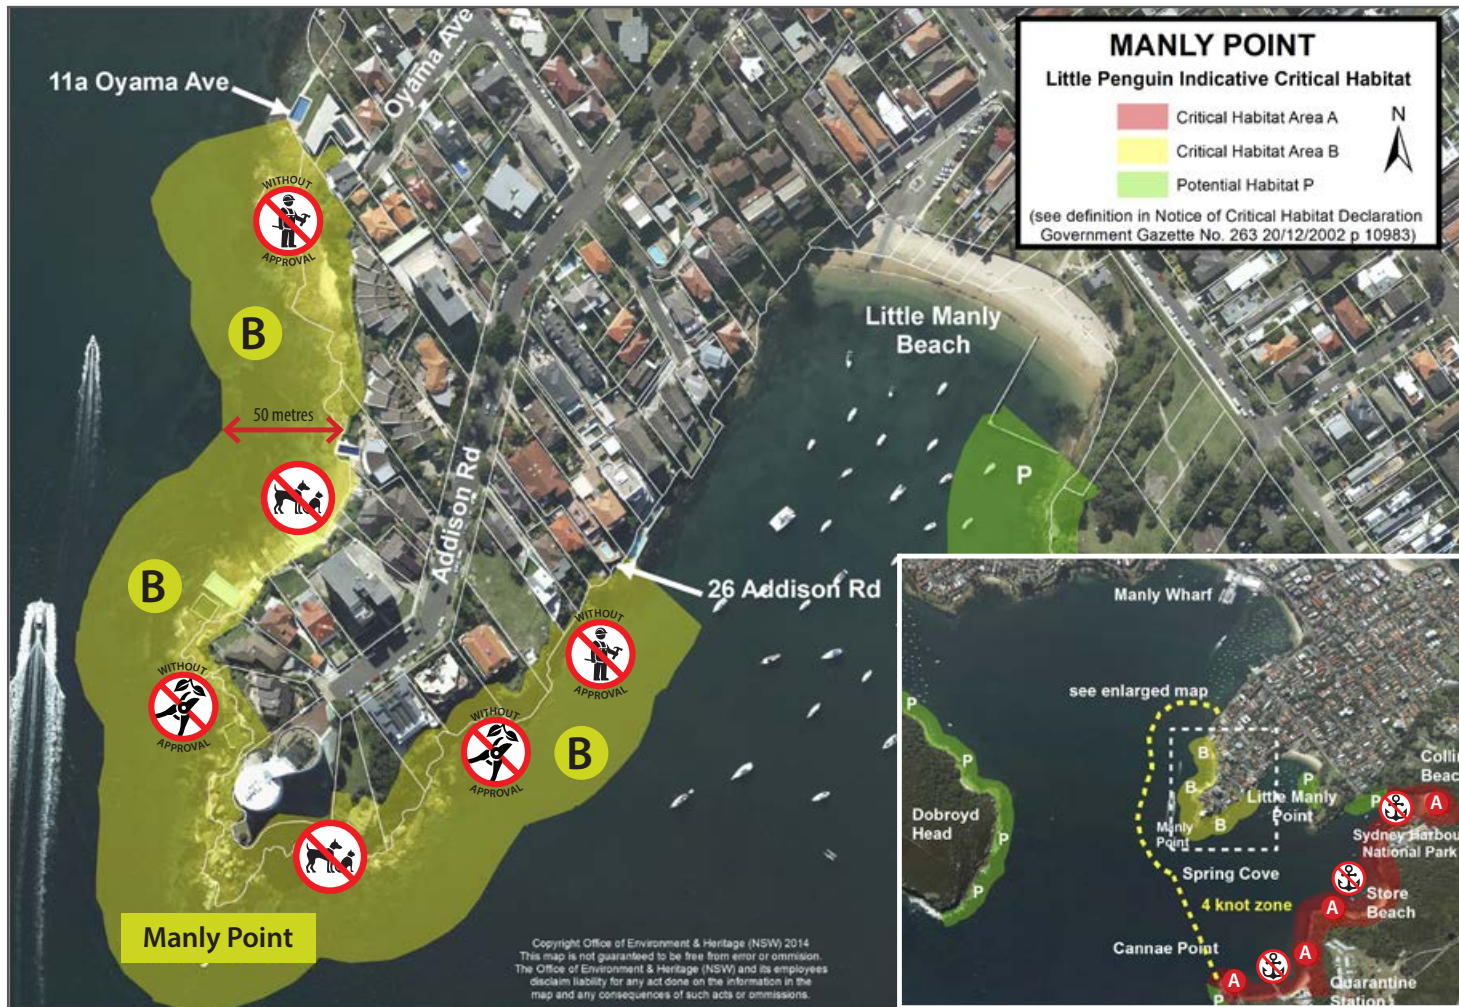 11a Oyama Ave
Oyama Ave
WITHOUT
APPROVAL
B
50 metres
Addison Rd
B
WITHOUT
APPROVAL
Manly Point
26 Addison Rd
WITHOUT
APPROVAL
WITHOUT
APPROVAL
B
Little Manly
Beach
P
MANLY POINT
Little Penguin Indicative Critical Habitat
Critical Habitat Area A
Critical Habitat Area B
Potential Habitat P
N
(see definition in Notice of Critical Habitat Declaration
Government Gazette No. 263 20/12/2002 p 10983)
Copyright Office of Environment & Heritage (NSW) 2014
This map is not guaranteed to be free from error or ommision.
The Office of Environment & Heritage (NSW) and its employees
disclaim liability for any act done on the information in the
map and any consequences of such acts or ommissions.
Manly Wharf
see enlarged map
P
P
P
P
Dobroyd
Head
B
B
B
Manly
Point
P
Little Manly
Point
P
Collin
Beac
A
Sydney Harbou
National Park
Spring Cove
4 knot zone
Store
Beach
A
Cannae Point
A
A
P
Quarantine
Station